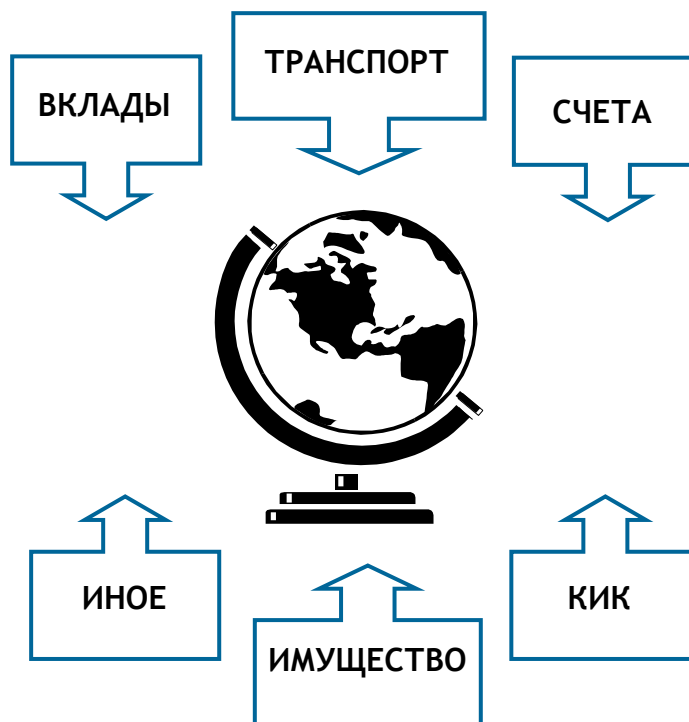 ВКЛАДЫ
ТРАНСПОРТ
СЧЕТА
ИНОЕ
ИМУЩЕСТВО
КИК